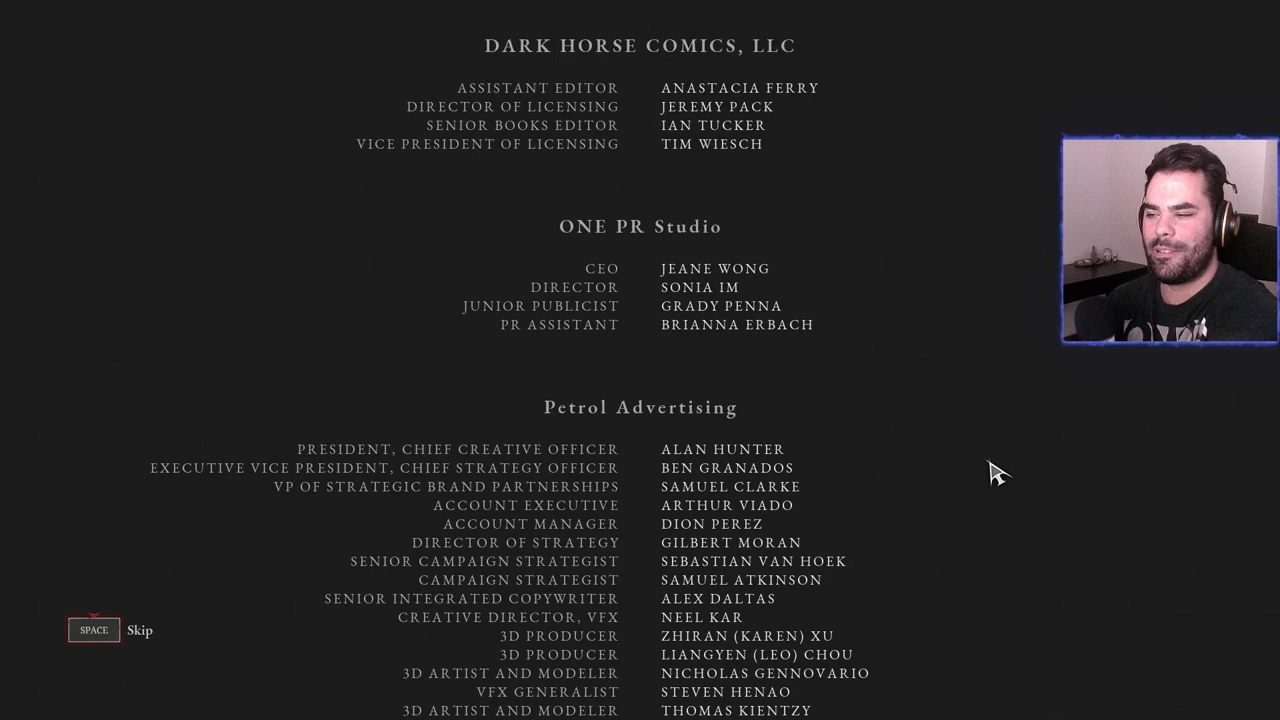 DARK HORSE COMICS, LLC
ASSISTANT EDITOR ANASTACIA FERRY
DIRECTOR OF LICENSING JEREMY PACK
SENIOR BOOKS EDITOR IAN TUCKER
VICE PRESIDENT OF LICENSING TIM WIESCH
ONE PR Studio
CEO JEANE WONG
DIRECTOR SONIA IM
JUNIOR PUBLICIST GRADY PENNA
PR ASSISTANT BRIANNA ERBACH
Petrol Advertising
PRESIDENT, CHIEF CREATIVE OFFICER ALAN HUNTER
EXECUTIVE VICE PRESIDENT, CHIEF STRATEGY OFFICER BEN GRANADOS
VP OF STRATEGIC BRAND PARTNERSHIPS SAMUEL CLARKE
ACCOUNT EXECUTIVE ARTHUR VIADO
ACCOUNT MANAGER DION PEREZ
DIRECTOR OF STRATEGY GILBERT MORAN
SENIOR CAMPAIGN STRATEGIST SEBASTIAN VAN HOEK
CAMPAIGN STRATEGIST SAMUEL ATKINSON
SENIOR INTEGRATED COPYWRITER ALEX DALTAS
CREATIVE DIRECTOR, VFX NEEL KAR
3D PRODUCER ZHIRAN (KAREN) XU
3D PRODUCER LIANGYEN (LEO) CHOU
3D ARTIST AND MODELER NICHOLAS GENNOVARIO
VFX GENERALIST STEVEN HENAO
3D ARTIST AND MODELER THOMAS KIENTZY
SPACE Skip